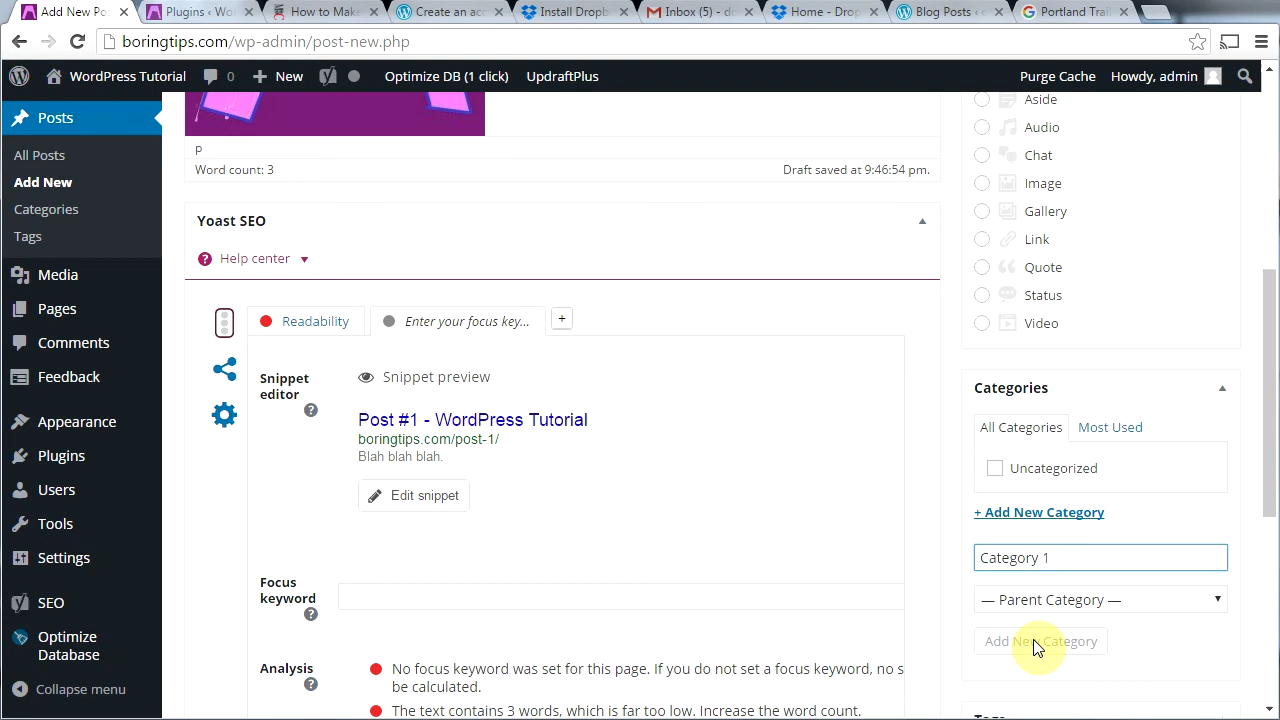 Add New Po
Plugins ‹ Wo
How to Make
Create an ac
Install Dropb
Inbox (5) - d
Home - Drop
Blog Posts ‹
Portland Trai
boringtips.com/wp-admin/post-new.php
WordPress Tutorial
0
New
Optimize DB (1 click)
UpdraftPlus
Purge Cache
Howdy, admin
Posts
All Posts
Add New
Categories
Tags
Media
Pages
Comments
Feedback
Appearance
Plugins
Users
Tools
Settings
SEO
Optimize
Database
Collapse menu
P
Word count: 3
Draft saved at 9:46:54 pm.
Yoast SEO
Help center
Readability
Enter your focus key...
+
Snippet
editor
Snippet preview
Post #1 - WordPress Tutorial
boringtips.com/post-1/
Blah blah blah.
Edit snippet
Focus
keyword
Analysis
No focus keyword was set for this page. If you do not set a focus keyword, no s
be calculated.
The text contains 3 words, which is far too low. Increase the word count.
Aside
Audio
Chat
Image
Gallery
Link
Quote
Status
Video
Categories
All Categories
Most Used
Uncategorized
+ Add New Category
Category 1
— Parent Category —
Add New Category
Tags